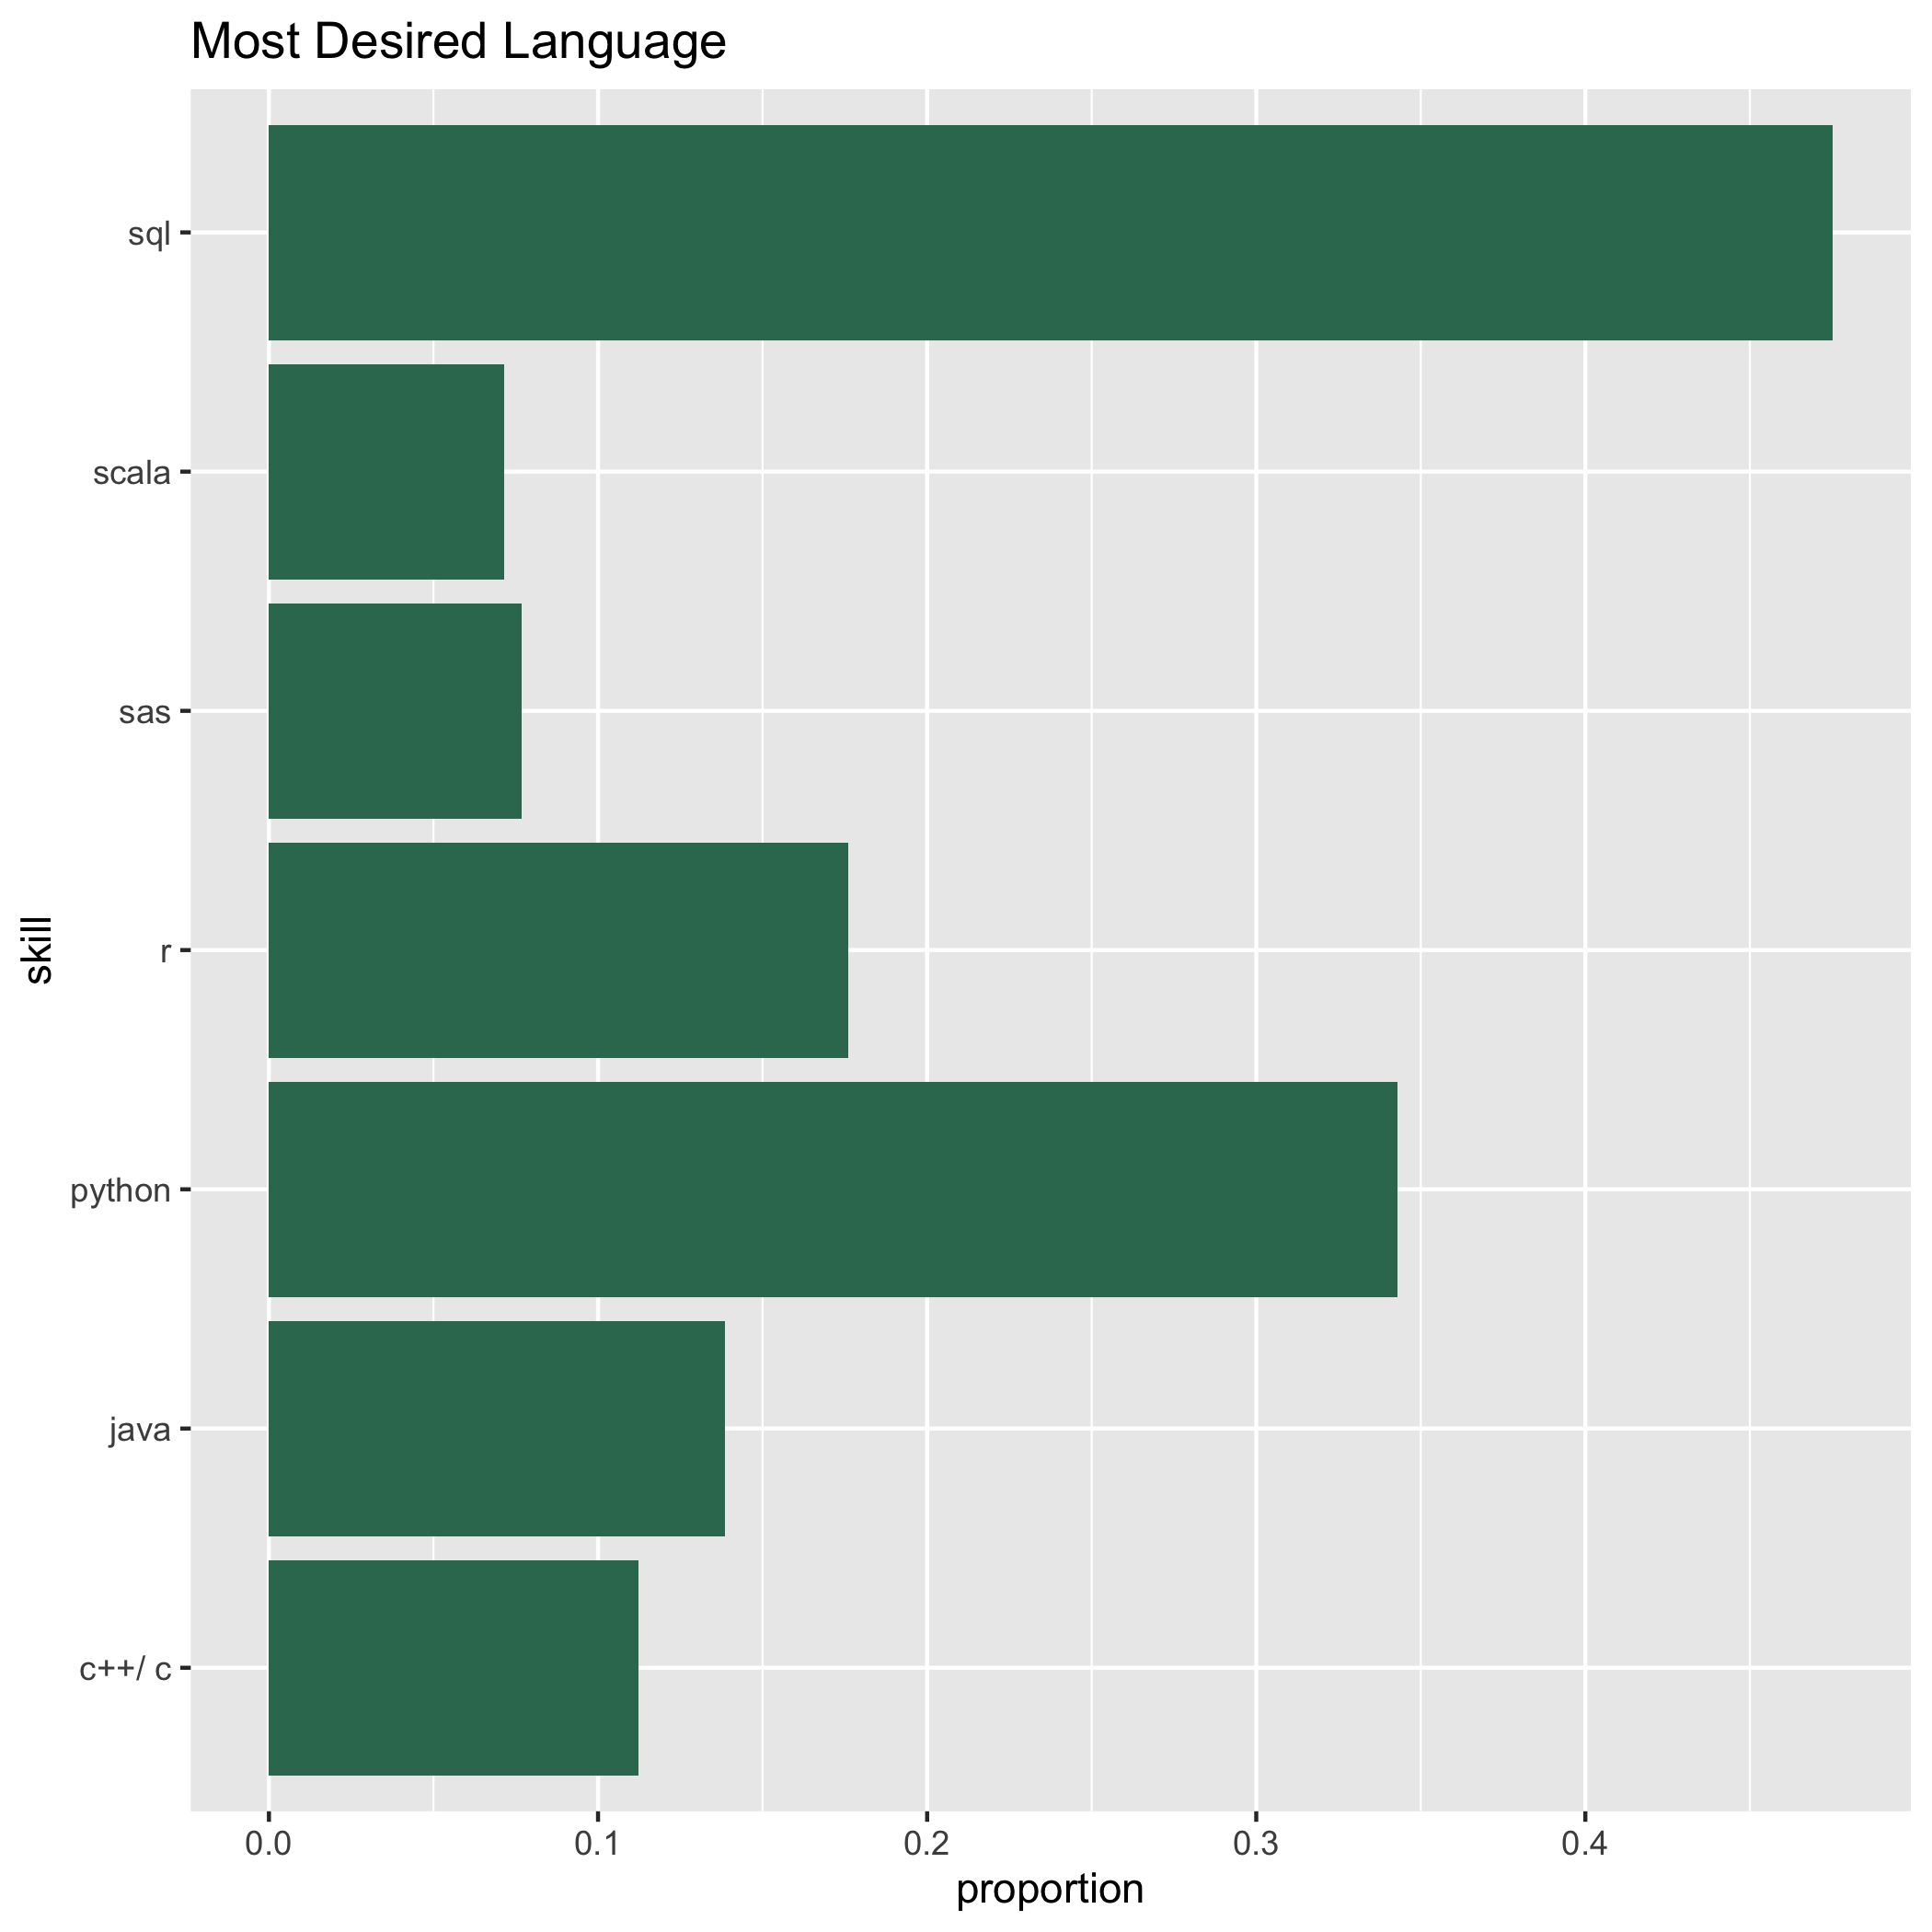 Most Desired Language
sql
scala
sas
r
python
java
c++/ c
skill
0.0 0.1 0.2 0.3 0.4
proportion